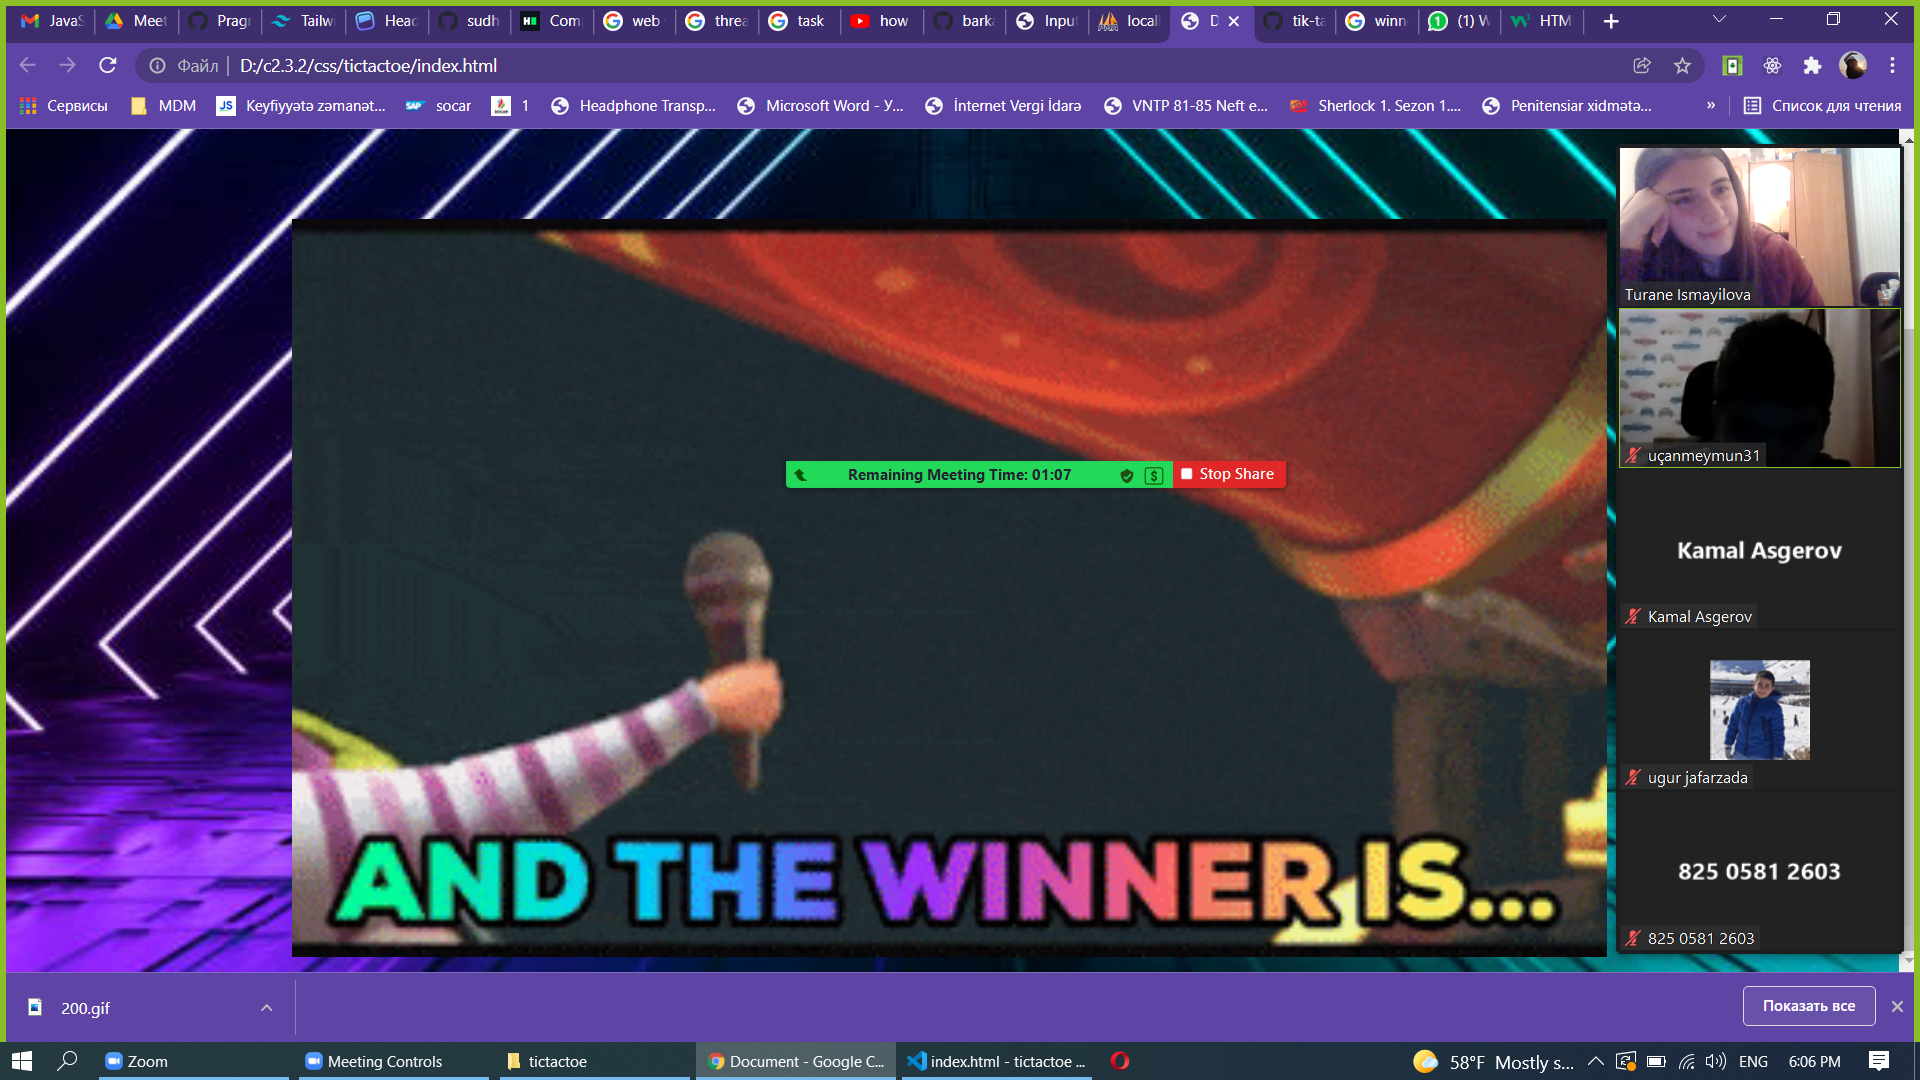 JavaS
Meet
Pragr
Tailwi
Head
sudh
Com
web
threa
task
how
barka
Input
locall
D
tik-ta
winn
(1) W
HTM
Файл
D:/c2.3.2/css/tictactoe/index.html
Сервисы
MDM
Keyfiyyətə zəmanət...
socar
1
Headphone Transp...
Microsoft Word - У...
İnternet Vergi İdarə
VNTP 81-85 Neft e...
Sherlock 1. Sezon 1....
Penitensiar xidmətə...
»
Список для чтения
Turane Ismayilova
uçanmeymun31
Remaining Meeting Time: 01:07
Stop Share
Kamal Asgerov
Kamal Asgerov
ugur jafarzada
AND THE WINNER IS...
825 0581 2603
825 0581 2603
200.gif
Показать все
Zoom
Meeting Controls
tictactoe
Document - Google C...
index.html - tictactoe ...
58°F Mostly s...
ENG
6:06 PM